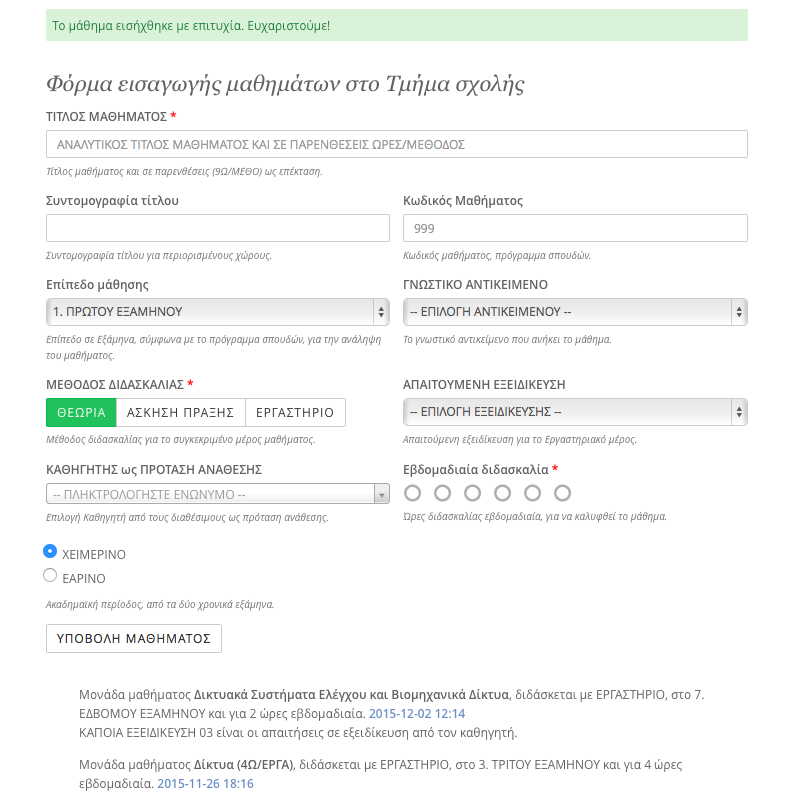 Το μάθημα εισήχθηκε με επιτυχία. Ευχαριστούμε!
Φόρμα εισαγωγής μαθημάτων στο Τμήμα σχολής
ΤΙΤΛΟΣ ΜΑΘΗΜΑΤΟΣ *
ΑΝΑΛΥΤΙΚΟΣ ΤΙΤΛΟΣ ΜΑΘΗΜΑΤΟΣ ΚΑΙ ΣΕ ΠΑΡΕΝΘΕΣΕΙΣ ΩΡΕΣ/ΜΕΘΟΔΟΣ
Τίτλος μαθήματος και σε παρενθέσεις (9Ω/ΜΕΘΟ) ως επέκταση.
Συντομογραφία τίτλου
Συντομογραφία τίτλου για περιορισμένους χώρους.
Κωδικός Μαθήματος
999
Κωδικός μαθήματος, πρόγραμμα σπουδών.
Επίπεδο μάθησης
1. ΠΡΩΤΟΥ ΕΞΑΜΗΝΟΥ
Επίπεδο σε Εξάμηνα, σύμφωνα με το πρόγραμμα σπουδών, για την ανάληψη
του μαθήματος.
ΓΝΩΣΤΙΚΟ ΑΝΤΙΚΕΙΜΕΝΟ
-- ΕΠΙΛΟΓΗ ΑΝΤΙΚΕΙΜΕΝΟΥ --
Το γνωστικό αντικείμενο που ανήκει το μάθημα.
ΜΕΘΟΔΟΣ ΔΙΔΑΣΚΑΛΙΑΣ *
ΘΕΩΡΙΑ ΑΣΚΗΣΗ ΠΡΑΞΗΣ ΕΡΓΑΣΤΗΡΙΟ
Μέθοδος διδασκαλίας για το συγκεκριμένο μέρος μαθήματος.
ΑΠΑΙΤΟΥΜΕΝΗ ΕΞΕΙΔΙΚΕΥΣΗ
-- ΕΠΙΛΟΓΗ ΕΞΕΙΔΙΚΕΥΣΗΣ --
Απαιτούμενη εξειδίκευση για το Εργαστηριακό μέρος.
ΚΑΘΗΓΗΤΗΣ ως ΠΡΟΤΑΣΗ ΑΝΑΘΕΣΗΣ
-- ΠΛΗΚΤΡΟΛΟΓΗΣΤΕ ΕΝΩΝΥΜΟ --
Επιλογή Καθηγητή από τους διαθέσιμους ως πρόταση ανάθεσης.
Εβδομαδιαία διδασκαλία *
Ώρες διδασκαλίας εβδομαδιαία, για να καλυφθεί το μάθημα.
ΧΕΙΜΕΡΙΝΟ
ΕΑΡΙΝΟ
Ακαδημαϊκή περίοδος, από τα δύο χρονικά εξάμηνα.
ΥΠΟΒΟΛΗ ΜΑΘΗΜΑΤΟΣ
Μονάδα μαθήματος Δικτυακά Συστήματα Ελέγχου και Βιομηχανικά Δίκτυα, διδάσκεται με ΕΡΓΑΣΤΗΡΙΟ, στο 7.
ΕΔΒΟΜΟΥ ΕΞΑΜΗΝΟΥ και για 2 ώρες εβδομαδιαία. 2015-12-02 12:14
ΚΑΠΟΙΑ ΕΞΕΙΔΙΚΕΥΣΗ 03 είναι οι απαιτήσεις σε εξειδίκευση από τον καθηγητή.
Μονάδα μαθήματος Δίκτυα (4Ω/ΕΡΓΑ), διδάσκεται με ΕΡΓΑΣΤΗΡΙΟ, στο 3. ΤΡΙΤΟΥ ΕΞΑΜΗΝΟΥ και για 4 ώρες
εβδομαδιαία. 2015-11-26 18:16